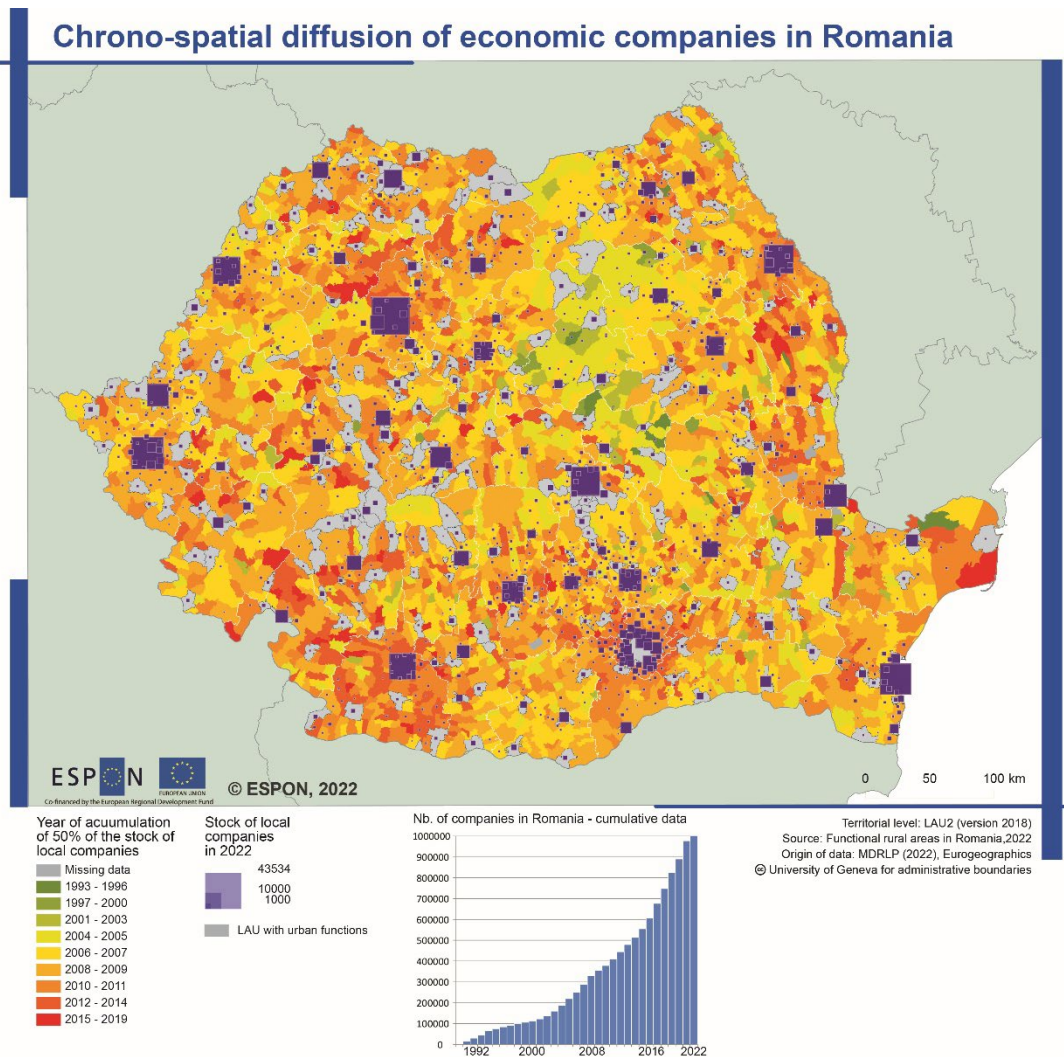 Chrono-spatial diffusion of economic companies in Romania
ESPON
EUROPEAN UNION
Co-financed by the European Regional Development Fund
© ESPON, 2022
0 50 100 km
Year of acuumulation
of 50% of the stock of
local companies
Missing data
1993 - 1996
1997 - 2000
2001 - 2003
2004 - 2005
2006 - 2007
2008 - 2009
2010 - 2011
2012 - 2014
2015 - 2019
Stock of local
companies
in 2022
43534
10000
1000
LAU with urban functions
Nb. of companies in Romania - cumulative data
1000000
900000
800000
700000
600000
500000
400000
300000
200000
100000
0
1992 2000 2008 2016 2022
Territorial level: LAU2 (version 2018)
Source: Functional rural areas in Romania,2022
Origin of data: MDRLP (2022), Eurogeographics
University of Geneva for administrative boundaries